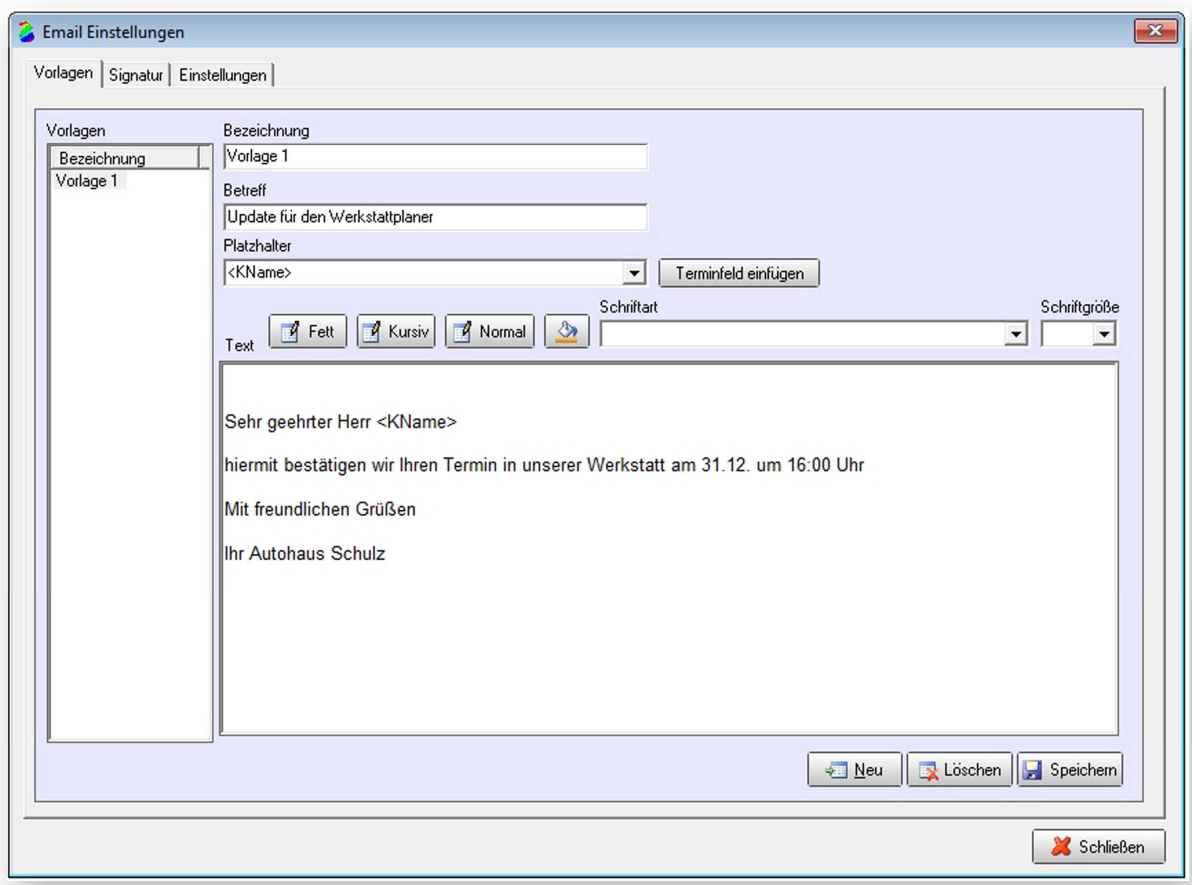 Email Einstellungen
Vorlagen Signatur Einstellungen
Vorlagen
Bezeichnung
Vorlage 1
Bezeichnung
Vorlage 1
Betreff
Update für den Werkstattplaner
Platzhalter
<KName> Terminfeld einfügen
Schriftart Schriftgröße
Text Fett Kursiv Normal
Sehr geehrter Herr <KName>
hiermit bestätigen wir Ihren Termin in unserer Werkstatt am 31.12. um 16:00 Uhr
Mit freundlichen Grüßen
Ihr Autohaus Schulz
Neu Löschen Speichern
Schließen